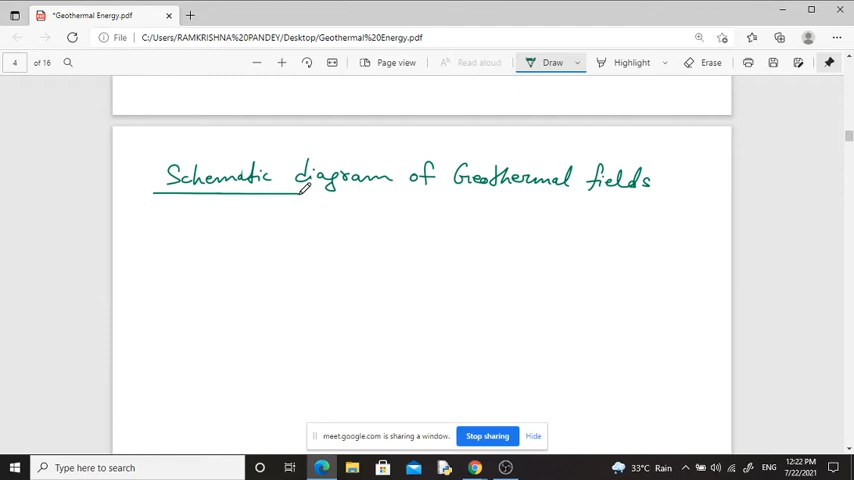 *Geothermal Energy.pdf
File C:/Users/RAMKRISHNA%20PANDEY/Desktop/Geothermal%20Energy.pdf
4 of 16 Page view Read aloud Draw Highlight Erase
Schematic diagram of Geothermal fields
meet.google.com is sharing a window. Stop sharing Hide
Type here to search 33°C Rain ENG 12:22 PM
7/22/2021